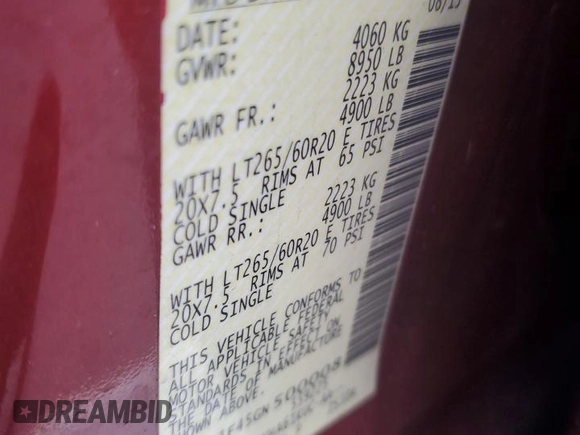 08/15
DATE:
GVWR: 4060 KG
8950 LB
GAWR FR.: 2223 KG
4900 LB
WITH LT265/60R20 E TIRES
20X7.5 RIMS AT 65 PSI
COLD SINGLE
GAWR RR.: 2223 KG
4900 LB
WITH LT265/60R20 E TIRES
20X7.5 RIMS AT 70 PSI
COLD SINGLE
THIS VEHICLE CONFORMS TO
ALL APPLICABLE FEDERAL
MOTOR VEHICLE SAFETY
STANDARDS IN EFFECT ON
THE DATE OF MANUFACTURE
SHOWN ABOVE.
500008
DREAMBID